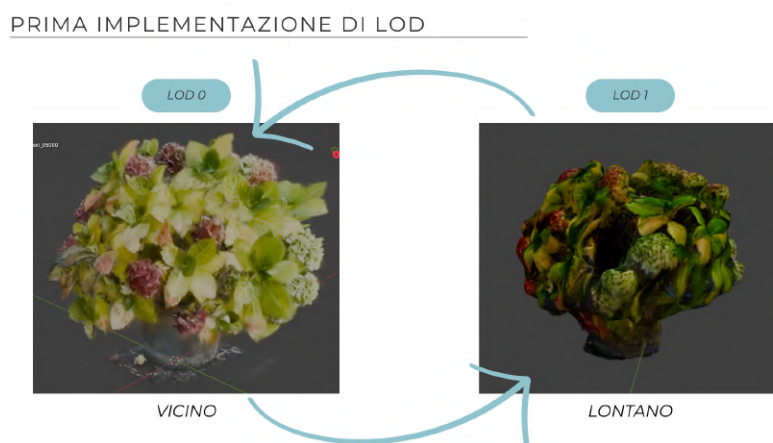 PRIMA IMPLEMENTAZIONE DI LOD
LOD 0
LOD 1
VICINO
LONTANO